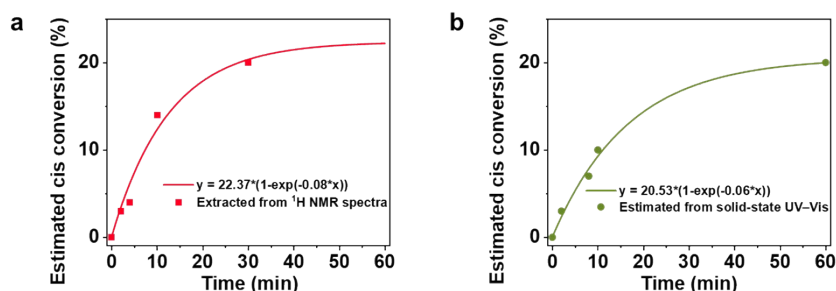 a
Estimated cis conversion (%)
20
10
0
y = 22.37*(1-exp(-0.08*x))
Extracted from ¹H NMR spectra
0 10 20 30 40 50 60
Time (min)
b
Estimated cis conversion (%)
20
10
0
y = 20.53*(1-exp(-0.06*x))
Estimated from solid-state UV–Vis
0 10 20 30 40 50 60
Time (min)